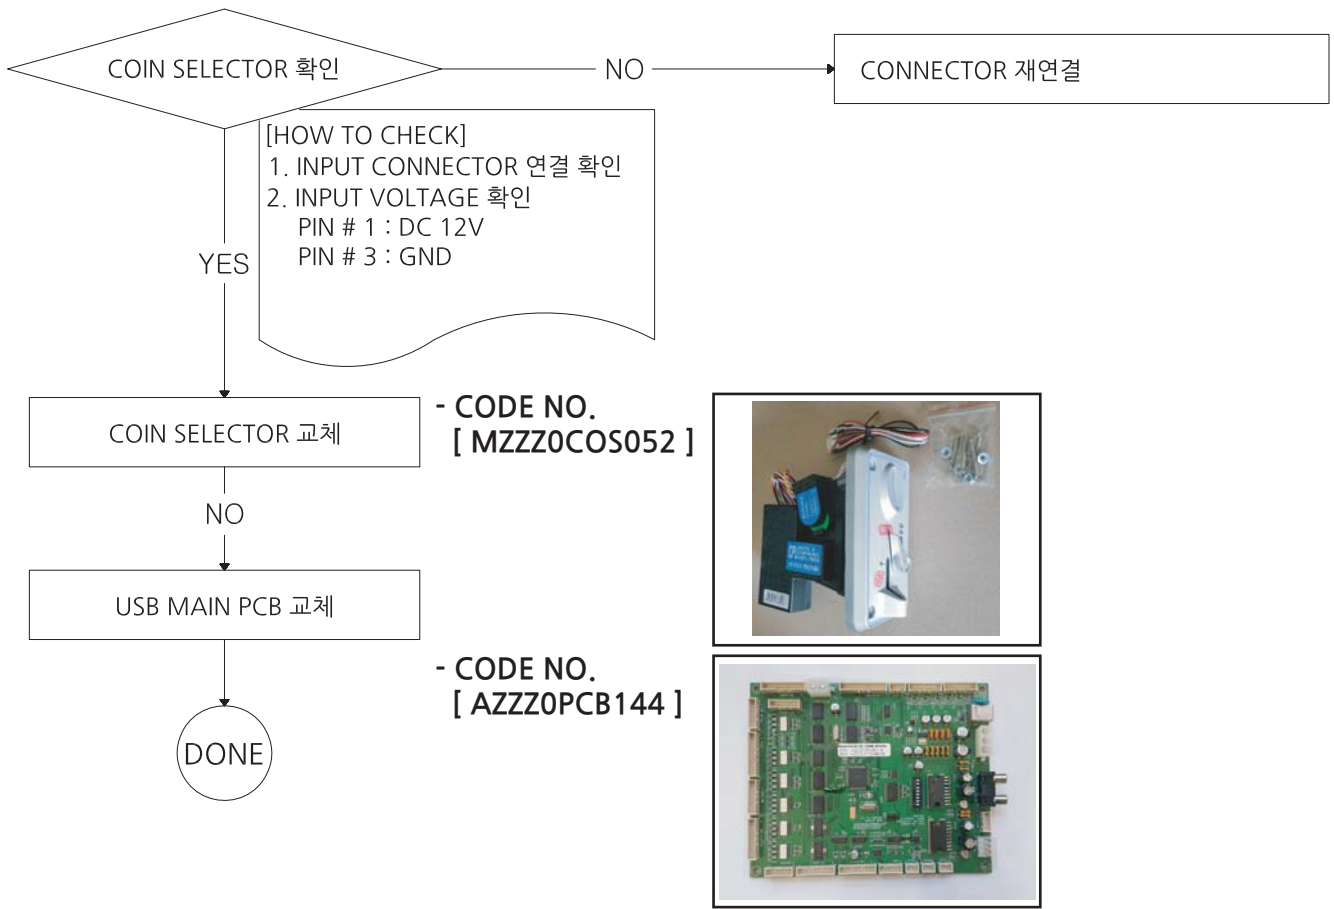 COIN SELECTOR 확인
NO
CONNECTOR 재연결
[HOW TO CHECK]
1. INPUT CONNECTOR 연결 확인
2. INPUT VOLTAGE 확인
PIN # 1 : DC 12V
PIN # 3 : GND
YES
COIN SELECTOR 교체
- CODE NO.
[ MZZZ0COS052 ]
NO
USB MAIN PCB 교체
- CODE NO.
[ AZZZ0PCB144 ]
DONE